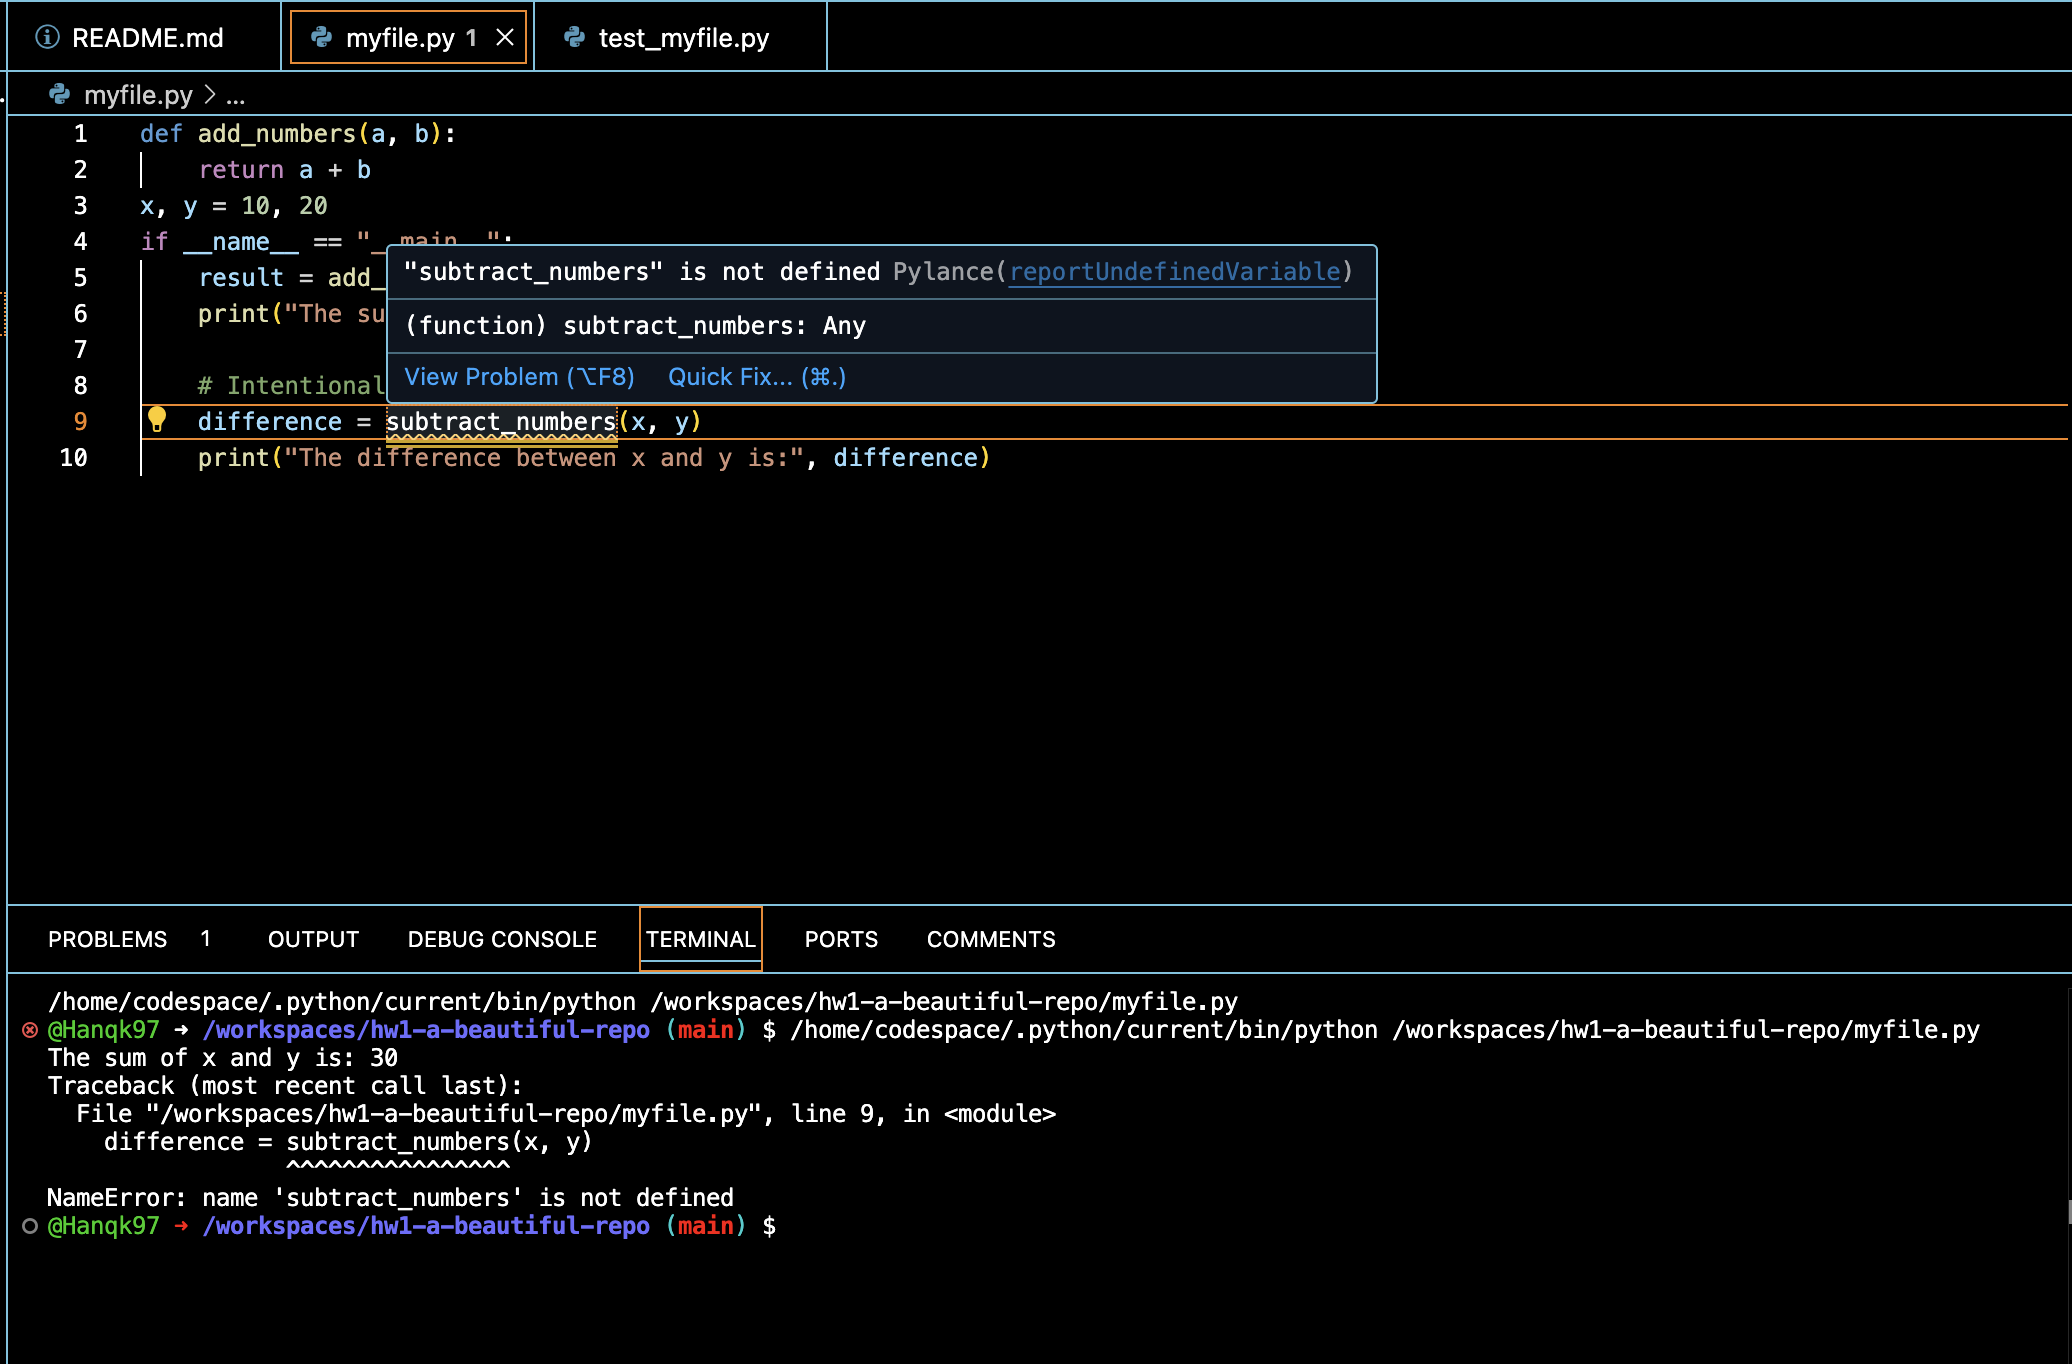 README.md
myfile.py 1
test_myfile.py
myfile.py > ...
1 def add_numbers(a, b):
2     return a + b
3 x, y = 10, 20
4 if __name__ == "__main__":
5     result = add_
6     print("The su
7
8     # Intentional
"subtract_numbers" is not defined Pylance(reportUndefinedVariable)
(function) subtract_numbers: Any
View Problem (⌥F8) Quick Fix... (⌘.)
9     difference = subtract_numbers(x, y)
10     print("The difference between x and y is:", difference)
PROBLEMS 1 OUTPUT DEBUG CONSOLE TERMINAL PORTS COMMENTS
/home/codespace/.python/current/bin/python /workspaces/hw1-a-beautiful-repo/myfile.py
@Hanqk97 → /workspaces/hw1-a-beautiful-repo (main) $ /home/codespace/.python/current/bin/python /workspaces/hw1-a-beautiful-repo/myfile.py
The sum of x and y is: 30
Traceback (most recent call last):
  File "/workspaces/hw1-a-beautiful-repo/myfile.py", line 9, in <module>
    difference = subtract_numbers(x, y)
                 ^^^^^^^^^^^^^^^^
NameError: name 'subtract_numbers' is not defined
@Hanqk97 → /workspaces/hw1-a-beautiful-repo (main) $